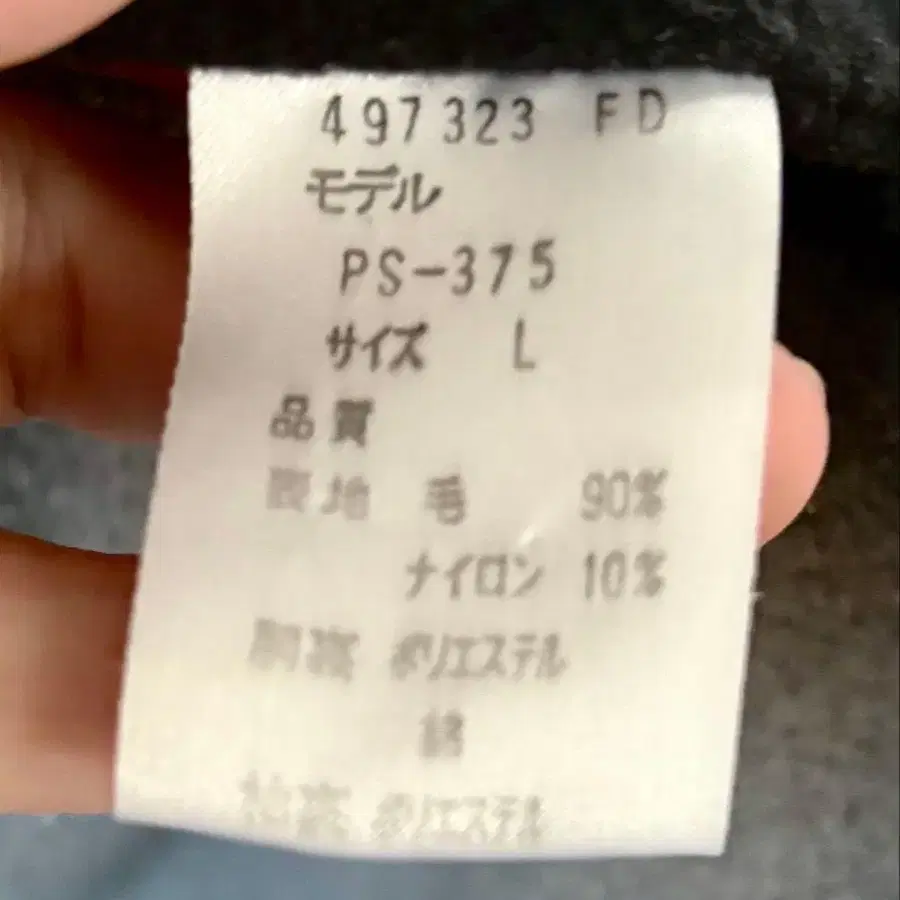 497323 FD
モデル
PS-375
サイズ L
品質
表地 毛 90%
ナイロン 10%
胴裏 ポリエステル
綿
袖裏 ポリエステル